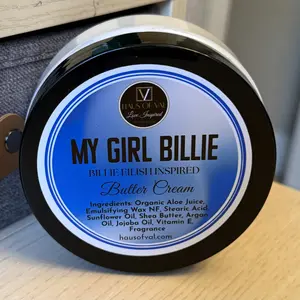 HAUS OF VAL
Luxe Inspired
MY GIRL BILLIE
BILLIE EILISH INSPIRED
Butter Cream
Ingredients: Organic Aloe Juice,
Emulsifying Wax NF, Stearic Acid,
Sunflower Oil, Shea Butter, Argan
Oil, Jojoba Oil, Vitamin E,
Fragrance
hausofval.com